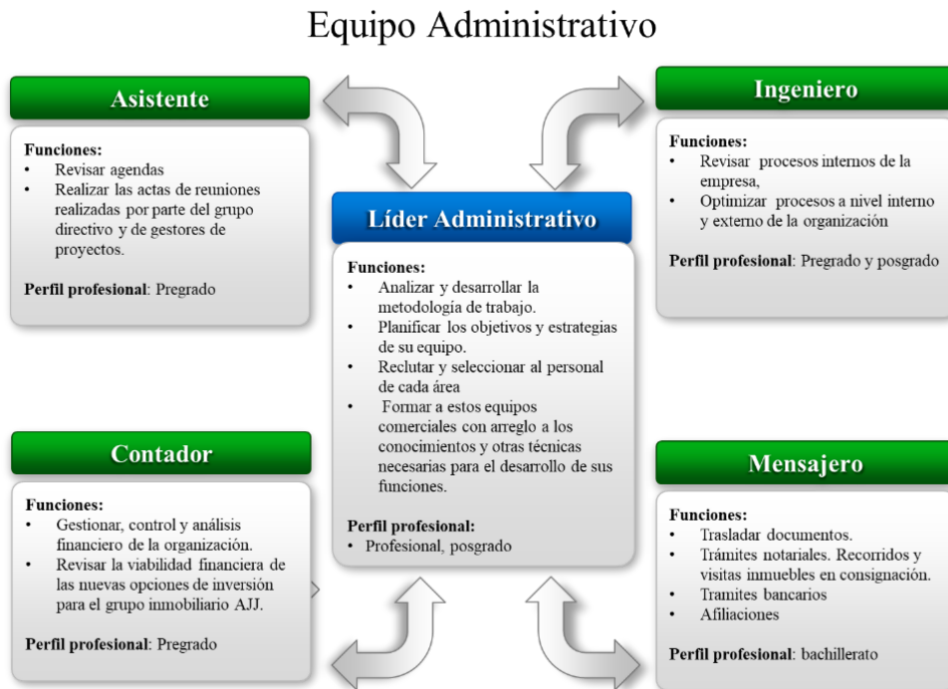 Equipo Administrativo
Asistente
Funciones:
• Revisar agendas
• Realizar las actas de reuniones
realizadas por parte del grupo
directivo y de gestores de
proyectos.
Perfil profesional: Pregrado
Ingeniero
Funciones:
• Revisar procesos internos de la
empresa,
• Optimizar procesos a nivel interno
y externo de la organización
Perfil profesional: Pregrado y posgrado
Líder Administrativo
Funciones:
• Analizar y desarrollar la
metodología de trabajo.
• Planificar los objetivos y estrategias
de su equipo.
• Reclutar y seleccionar al personal
de cada área
• Formar a estos equipos
comerciales con arreglo a los
conocimientos y otras técnicas
necesarias para el desarrollo de sus
funciones.
Perfil profesional:
• Profesional, posgrado
Contador
Funciones:
• Gestionar, control y análisis
financiero de la organización.
• Revisar la viabilidad financiera de
las nuevas opciones de inversión
para el grupo inmobiliario AJJ.
Perfil profesional: Pregrado
Mensajero
Funciones:
• Trasladar documentos.
• Trámites notariales. Recorridos y
visitas inmuebles en consignación.
• Tramites bancarios
• Afiliaciones
Perfil profesional: bachillerato